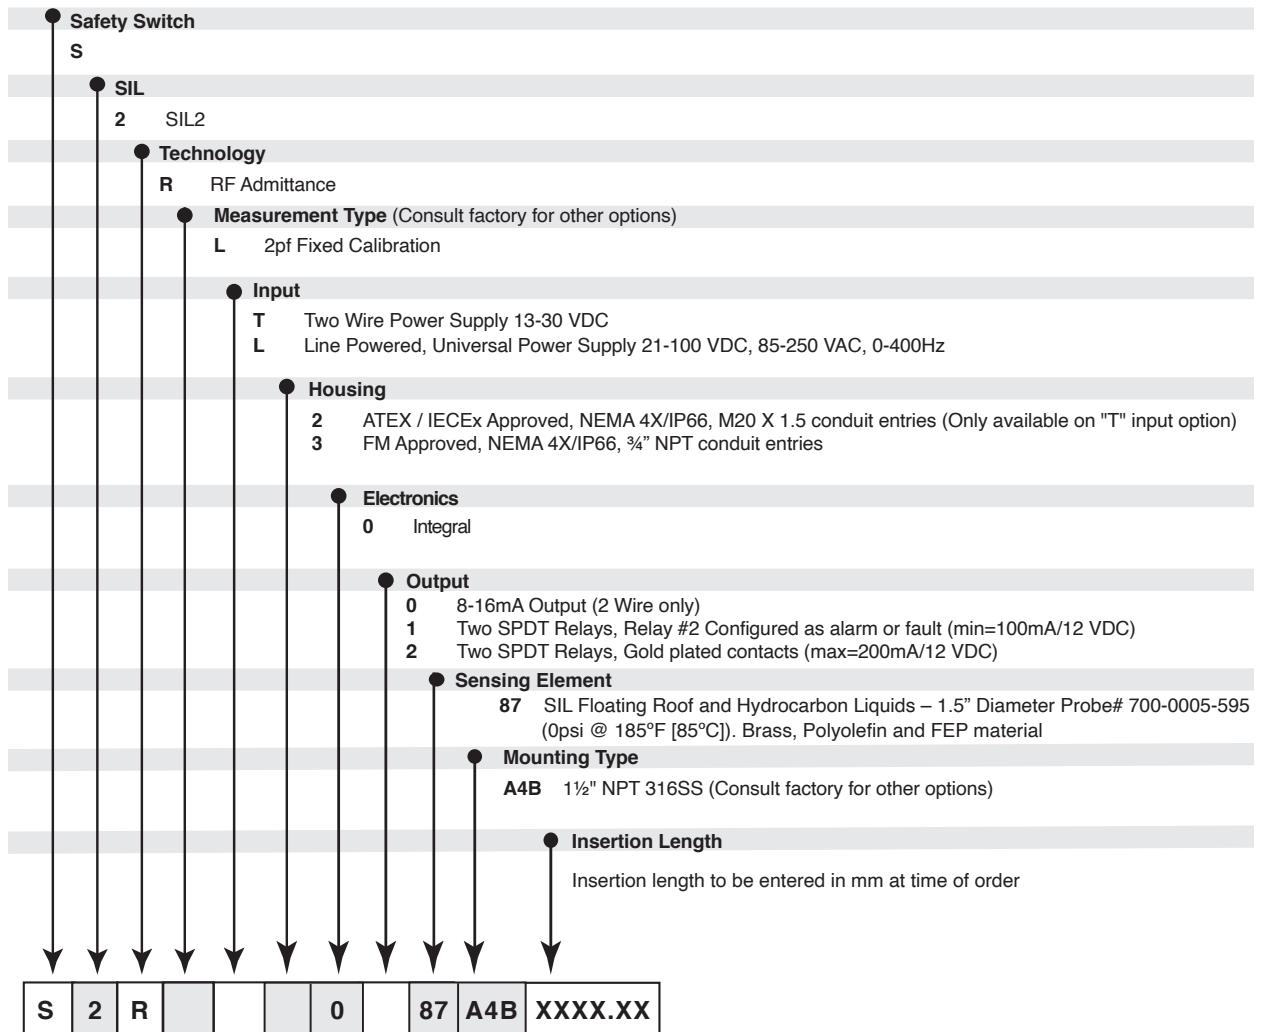 Safety Switch
S
SIL
2 SIL2
Technology
R RF Admittance
Measurement Type (Consult factory for other options)
L 2pf Fixed Calibration
Input
T Two Wire Power Supply 13-30 VDC
L Line Powered, Universal Power Supply 21-100 VDC, 85-250 VAC, 0-400Hz
Housing
2 ATEX / IECEx Approved, NEMA 4X/IP66, M20 X 1.5 conduit entries (Only available on "T" input option)
3 FM Approved, NEMA 4X/IP66, ¾” NPT conduit entries
Electronics
0 Integral
Output
0 8-16mA Output (2 Wire only)
1 Two SPDT Relays, Relay #2 Configured as alarm or fault (min=100mA/12 VDC)
2 Two SPDT Relays, Gold plated contacts (max=200mA/12 VDC)
Sensing Element
87 SIL Floating Roof and Hydrocarbon Liquids – 1.5” Diameter Probe# 700-0005-595
(0psi @ 185ºF [85ºC]). Brass, Polyolefin and FEP material
Mounting Type
A4B 1½" NPT 316SS (Consult factory for other options)
Insertion Length
Insertion length to be entered in mm at time of order
S 2 R 0 87 A4B XXXX.XX